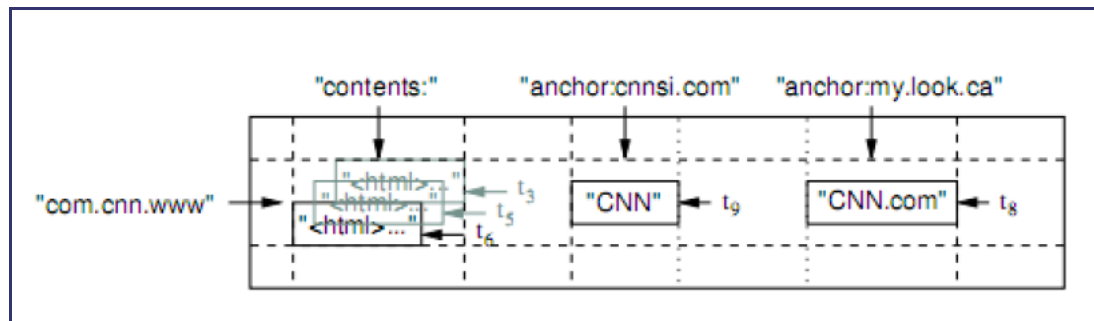 "contents:" "anchor:cnnsi.com" "anchor:my.look.ca"
"<html>..." t3
"com.cnn.www" "<html>..." t5 "CNN" t9 "CNN.com" t8
"<html>..." t6